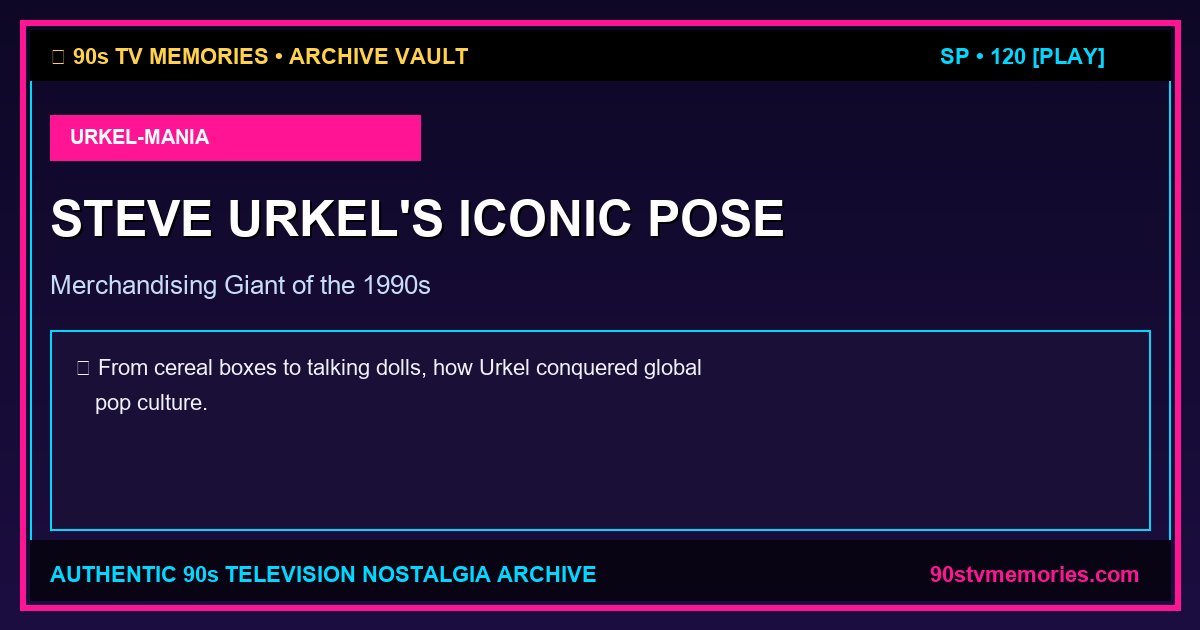 90s TV MEMORIES • ARCHIVE VAULT
SP • 120 [PLAY]
URKEL-MANIA
STEVE URKEL'S ICONIC POSE
Merchandising Giant of the 1990s
From cereal boxes to talking dolls, how Urkel conquered global
pop culture.
AUTHENTIC 90s TELEVISION NOSTALGIA ARCHIVE
90stvmemories.com